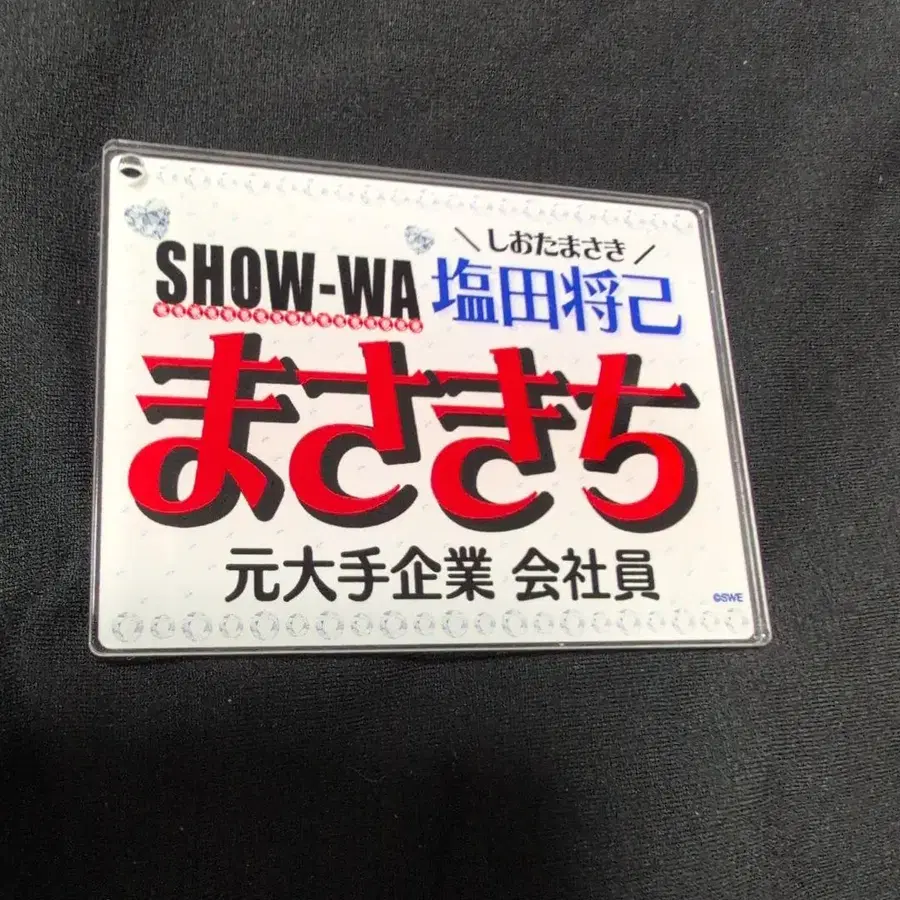 ＼しおたまさき／
SHOW-WA 塩田将己
まさきち
元大手企業 会社員
©SWE